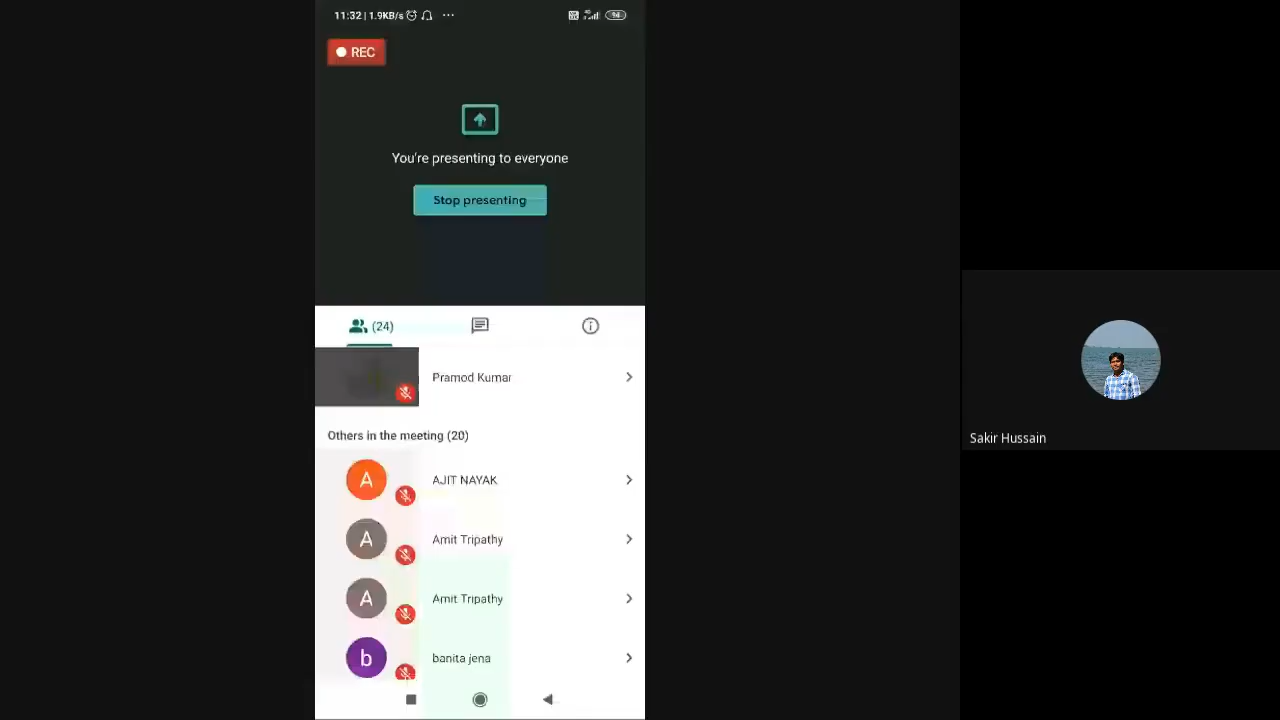 11:32 | 1.9KB/s
94
REC
You're presenting to everyone
Stop presenting
(24)
Pramod Kumar
Others in the meeting (20)
A AJIT NAYAK
A Amit Tripathy
A Amit Tripathy
b banita jena
Sakir Hussain